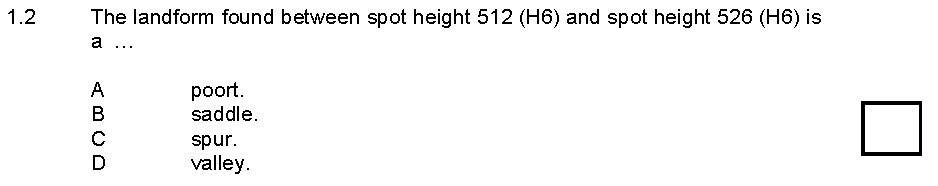 1.2 The landform found between spot height 512 (H6) and spot height 526 (H6) is
a ...
A poort.
B saddle.
C spur.
D valley.